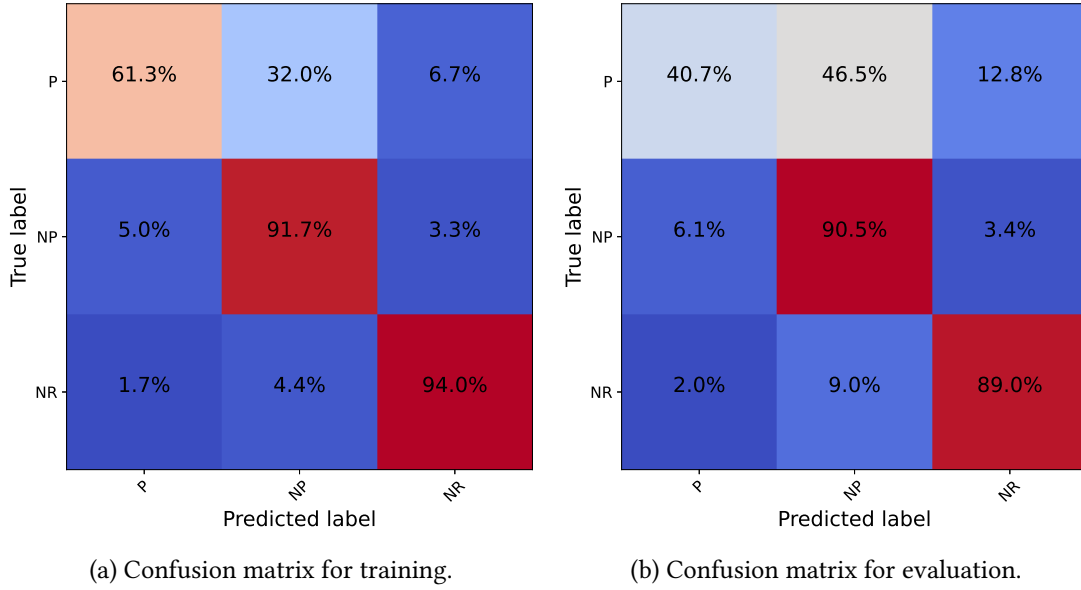 P
61.3%
32.0%
6.7%
NP
5.0%
91.7%
3.3%
NR
1.7%
4.4%
94.0%
P
NP
NR
True label
Predicted label
(a) Confusion matrix for training.
P
40.7%
46.5%
12.8%
NP
6.1%
90.5%
3.4%
NR
2.0%
9.0%
89.0%
P
NP
NR
True label
Predicted label
(b) Confusion matrix for evaluation.